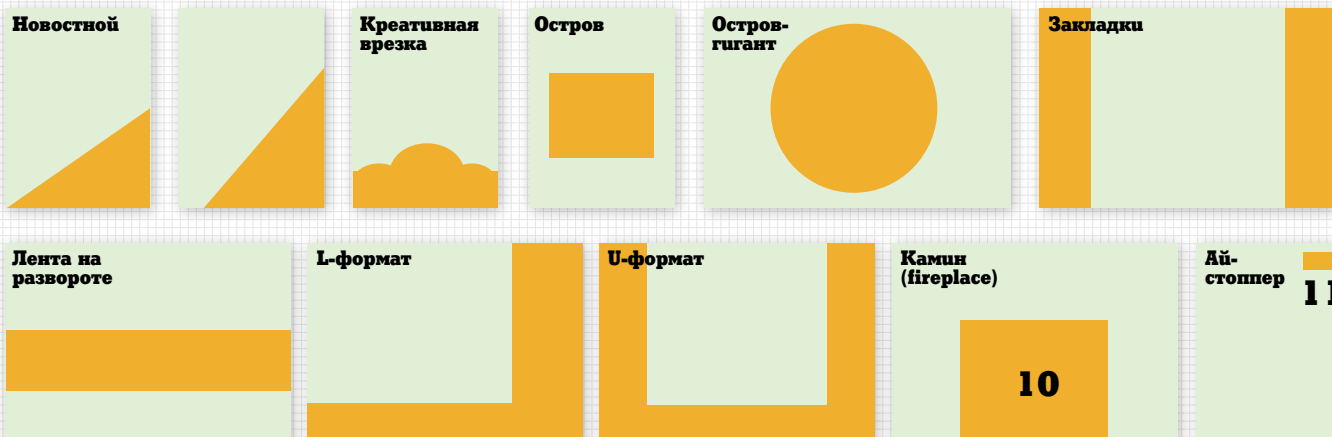 Новостной
Креативная
врезка
Остров
Остров-
гигант
Закладки
Лента на
развороте
L-формат
U-формат
Камин
(fireplace)
10
Ай-
стоппер